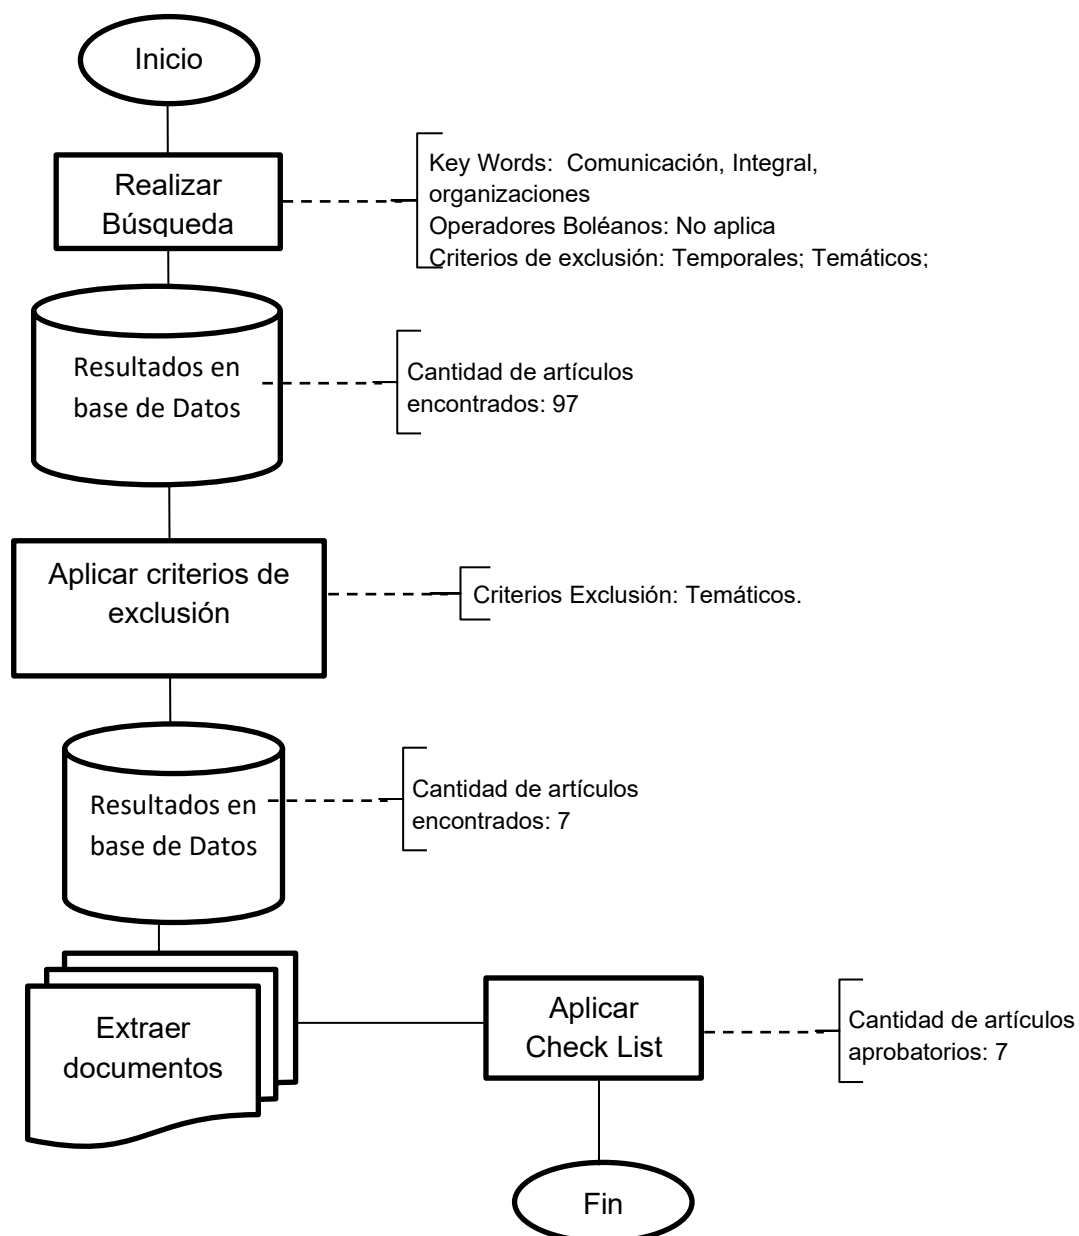 Inicio
Realizar
Búsqueda
Key Words: Comunicación, Integral,
organizaciones
Operadores Boléanos: No aplica
Criterios de exclusión: Temporales; Temáticos;
Resultados en
base de Datos
Cantidad de artículos
encontrados: 97
Aplicar criterios de
exclusión
Criterios Exclusión: Temáticos.
Resultados en
base de Datos
Cantidad de artículos
encontrados: 7
Extraer
documentos
Aplicar
Check List
Cantidad de artículos
aprobatorios: 7
Fin